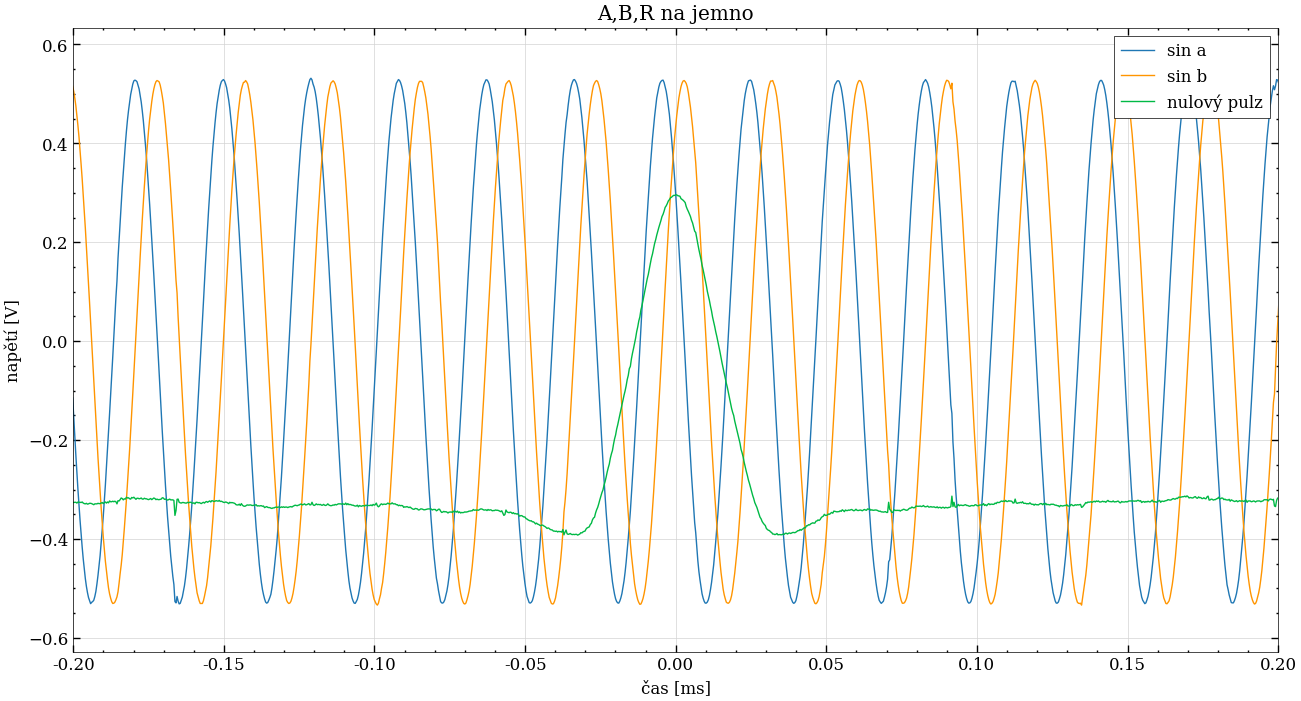 A,B,R na jemno
sin a
sin b
nulový pulz
napětí [V]
0.6
0.4
0.2
0.0
−0.2
−0.4
−0.6
-0.20
-0.15
-0.10
-0.05
0.00
0.05
0.10
0.15
0.20
čas [ms]